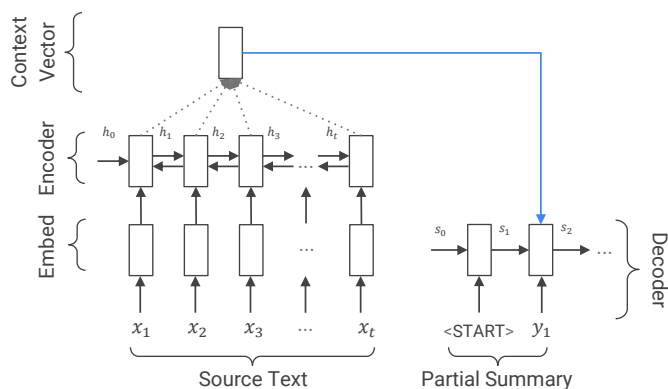 Context
Vector
h₀ h₁ h₂ h₃ hₜ
Encoder
...
Embed
...
s₀ s₁ s₂
...
Decoder
x₁ x₂ x₃ ... xₜ <START> y₁
Source Text Partial Summary